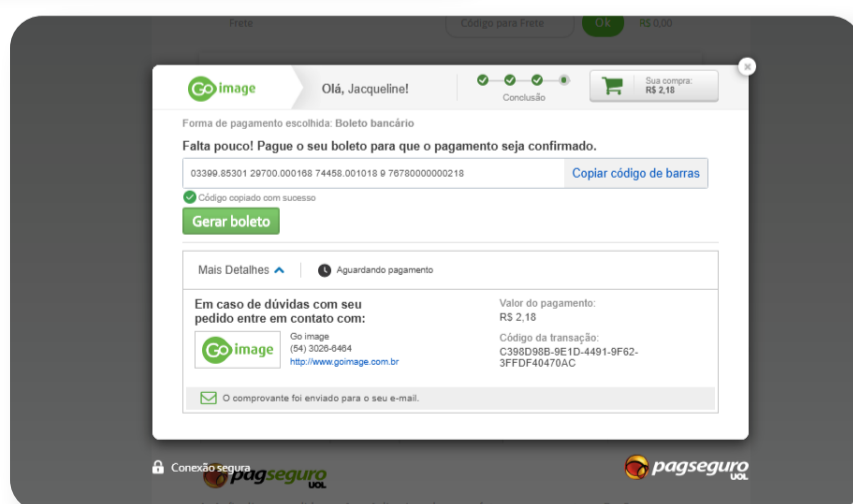 Frete
Código para Frete
Ok
R$ 0,00
Go image
Olá, Jacqueline!
Conclusão
Sua compra:
R$ 2,18
Forma de pagamento escolhida: Boleto bancário
Falta pouco! Pague o seu boleto para que o pagamento seja confirmado.
03399.85301 29700.000168 74458.001018 9 76780000000218
Copiar código de barras
Código copiado com sucesso
Gerar boleto
Mais Detalhes
Aguardando pagamento
Em caso de dúvidas com seu
pedido entre em contato com:
Go image
Go image
(54) 3026-6464
http://www.goimage.com.br
Valor do pagamento:
R$ 2,18
Código da transação:
C398D98B-9E1D-4491-9F62-
3FFDF40470AC
O comprovante foi enviado para o seu e-mail.
Conexão segura
pagseguro
UOL
pagseguro
UOL